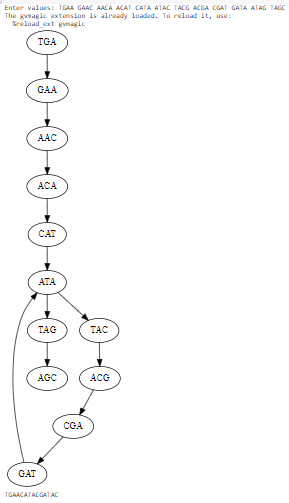 Enter values: TGAA GAAC AACA ACAT CATA ATAC TACG ACGA CGAT GATA ATAG TAGC
The gvmagic extension is already loaded. To reload it, use:
%reload_ext gvmagic
TGA
GAA
AAC
ACA
CAT
ATA
TAG TAC
AGC ACG
CGA
GAT
TGAACATACGATAC